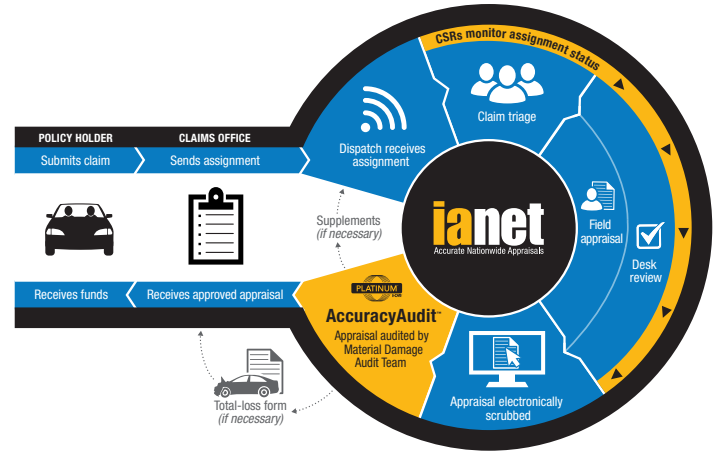 CSRs monitor assignment status
POLICY HOLDER
CLAIMS OFFICE
Submits claim
Sends assignment
Dispatch receives
assignment
Claim triage
Field
appraisal
Desk
review
ianet
Accurate Nationwide Appraisals
Supplements
(if necessary)
Receives funds
Receives approved appraisal
PLATINUM
AccuracyAudit™
Appraisal audited by
Material Damage
Audit Team
Appraisal electronically
scrubbed
Total-loss form
(if necessary)